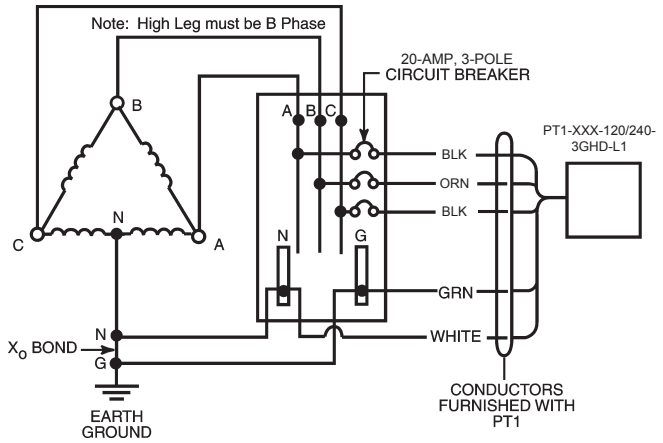 Note: High Leg must be B Phase
20-AMP, 3-POLE
CIRCUIT BREAKER
A B C
B
PT1-XXX-120/240-
3GHD-L1
BLK
ORN
BLK
N
C
A
N
G
GRN
N
WHITE
X₀ BOND
G
CONDUCTORS
FURNISHED WITH
PT1
EARTH
GROUND